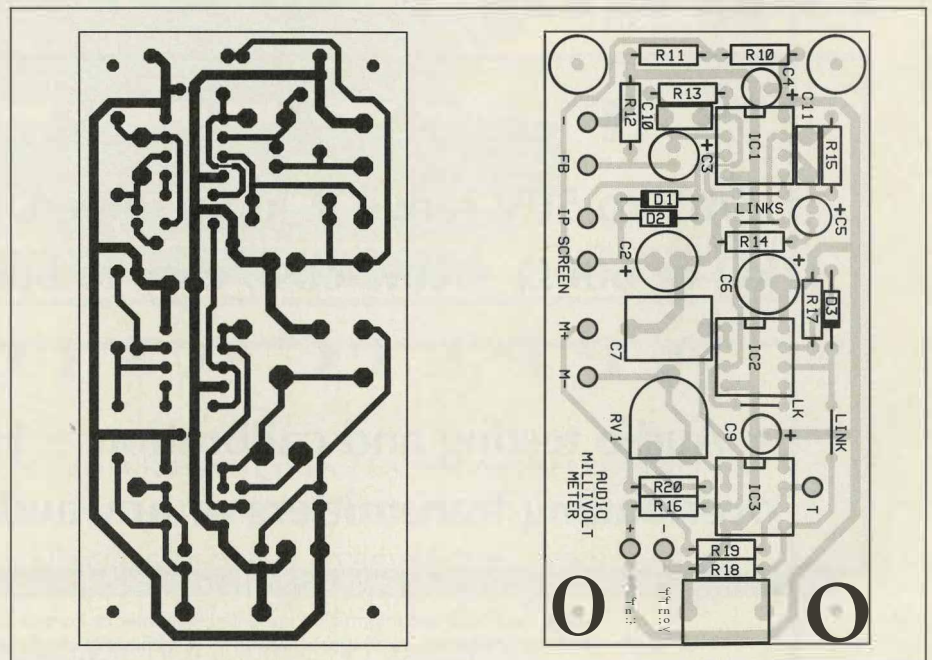 R11
R10
C4
+
R13
R12
C10
C11
-
IC1
R15
+
C3
FB
D1
IP
D2
LINKS
+
C5
SCREEN
R14
C2
+
+
C6
R17
D3
M+
C7
IC2
M-
LK
LINK
RV1
C9
+
AUDIO
MILLIVOLT
METER
R20
IC3
R16
T
+
-
R19
R18